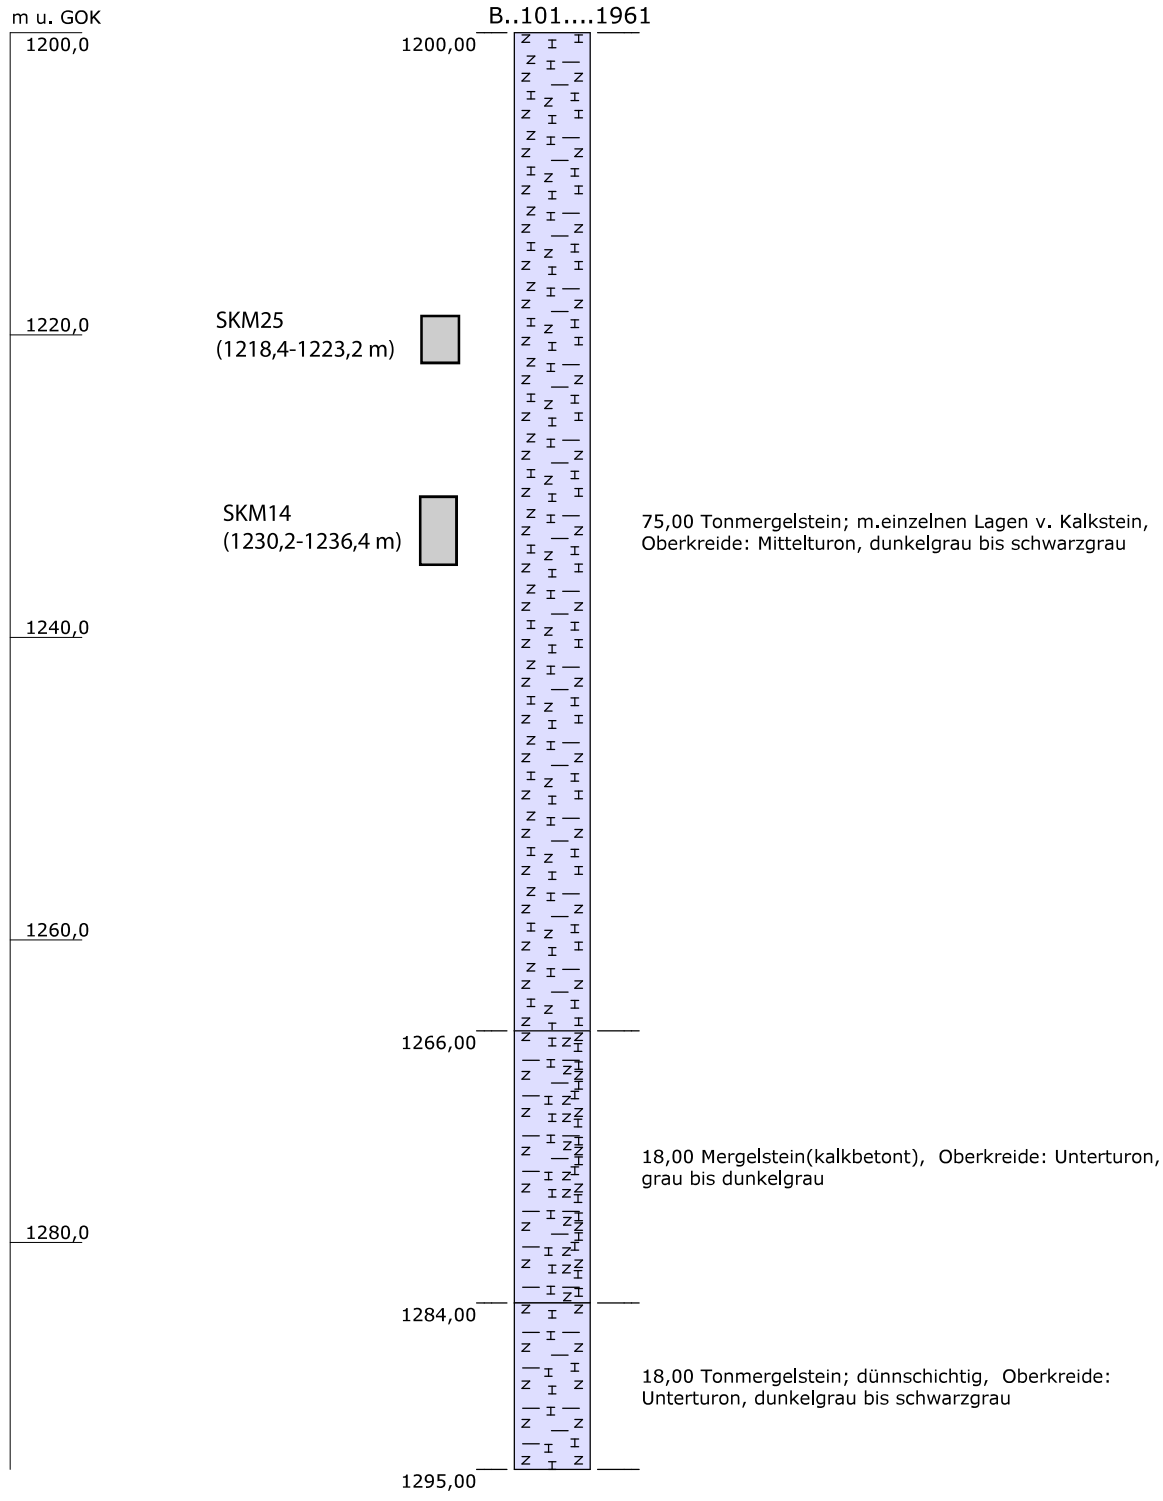 m u. GOK
B..101....1961
1200,0
1200,00
SKM25
(1218,4-1223,2 m)
1220,0
SKM14
(1230,2-1236,4 m)
75,00 Tonmergelstein; m.einzelnen Lagen v. Kalkstein,
Oberkreide: Mittelturon, dunkelgrau bis schwarzgrau
1240,0
1260,0
1266,00
18,00 Mergelstein(kalkbetont), Oberkreide: Unterturon,
grau bis dunkelgrau
1280,0
1284,00
18,00 Tonmergelstein; dünnschichtig, Oberkreide:
Unterturon, dunkelgrau bis schwarzgrau
1295,00